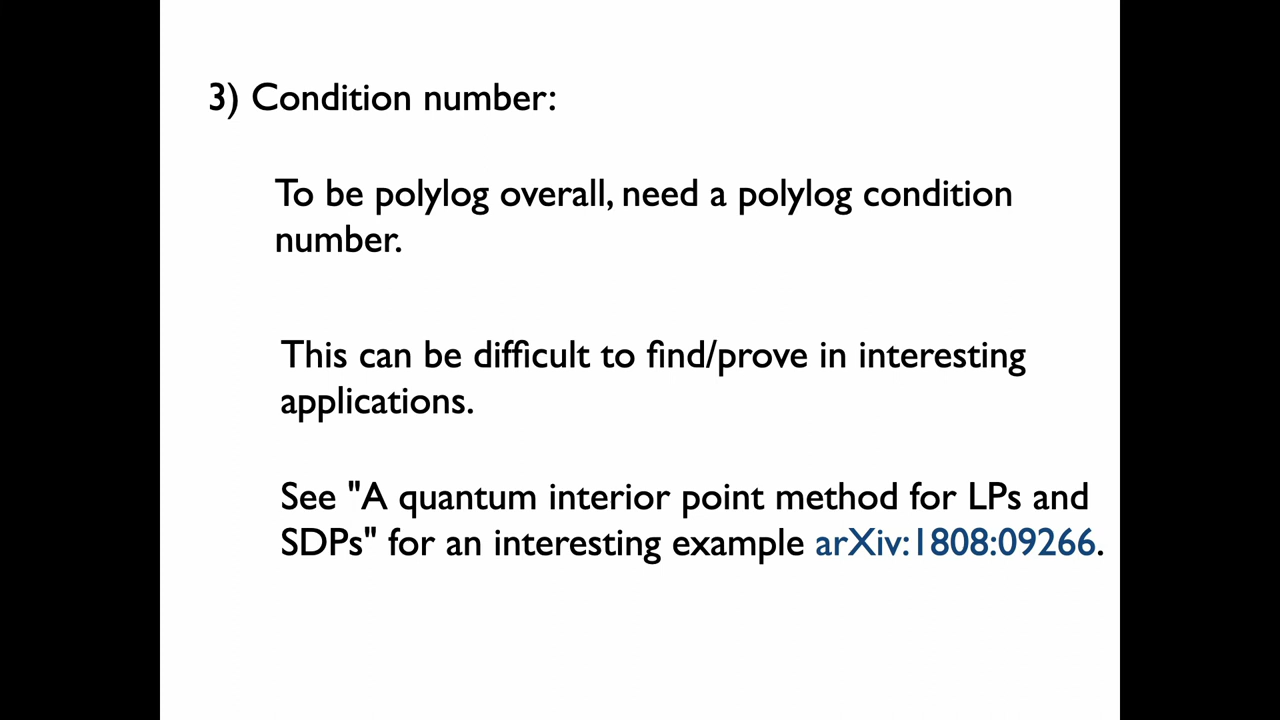 3) Condition number:
To be polylog overall, need a polylog condition
number.
This can be difficult to find/prove in interesting
applications.
See "A quantum interior point method for LPs and
SDPs" for an interesting example arXiv:1808:09266.